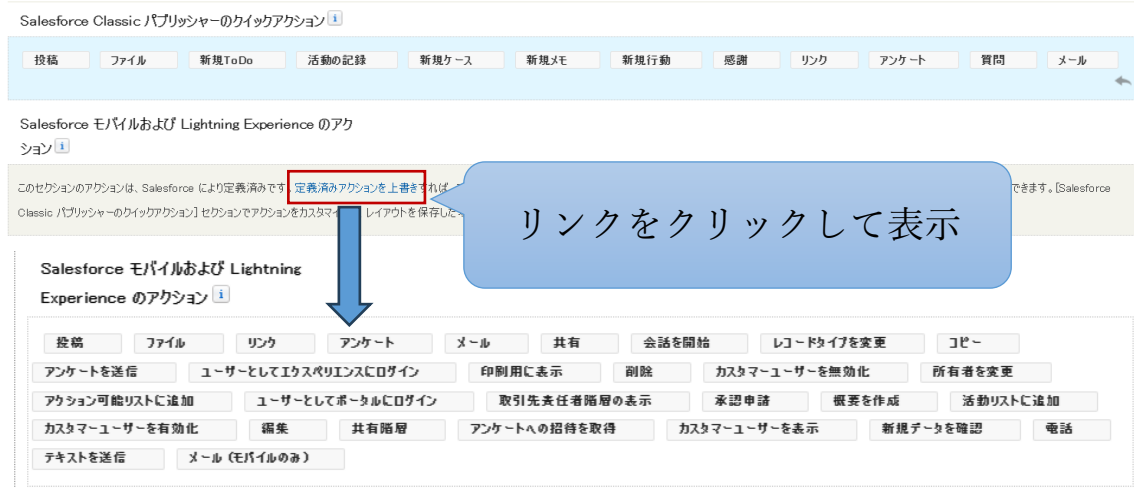 Salesforce Classic パブリッシャーのクイックアクション
投稿 ファイル 新規ToDo 活動の記録 新規ケース 新規メモ 新規行動 感謝 リンク アンケート 質問 メール
Salesforce モバイルおよび Lightning Experience のアク
ション
このセクションのアクションは、Salesforce により定義済みです。定義済みアクションを上書きすれば、 できます。[Salesforce
Classic パブリッシャーのクイックアクション] セクションでアクションをカスタマイ レイアウトを保存した
リンクをクリックして表示
Salesforce モバイルおよび Lightning
Experience のアクション
投稿 ファイル リンク アンケート メール 共有 会話を開始 レコードタイプを変更 コピー
アンケートを送信 ユーザーとしてエクスペリエンスにログイン 印刷用に表示 削除 カスタマーユーザーを無効化 所有者を変更
アクション可能リストに追加 ユーザーとしてポータルにログイン 取引先責任者階層の表示 承認申請 概要を作成 活動リストに追加
カスタマーユーザーを有効化 編集 共有階層 アンケートへの招待を取得 カスタマーユーザーを表示 新規データを確認 電話
テキストを送信 メール (モバイルのみ)